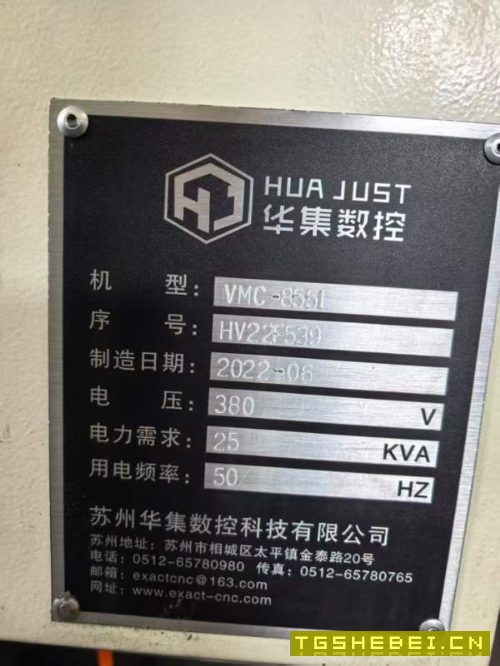 HUA JUST
华集数控
机 型: VMC-855L
序 号: HV22F539
制造日期: 2022-06
电 压: 380 V
电力需求: 25 KVA
用电频率: 50 HZ
苏州华集数控科技有限公司
苏州地址: 苏州市相城区太平镇金泰路20号
电话: 0512-65780980 传真: 0512-65780765
邮箱: exactcnc@163.com
网址: www.exact-cnc.com
TGSHEBEI.CN